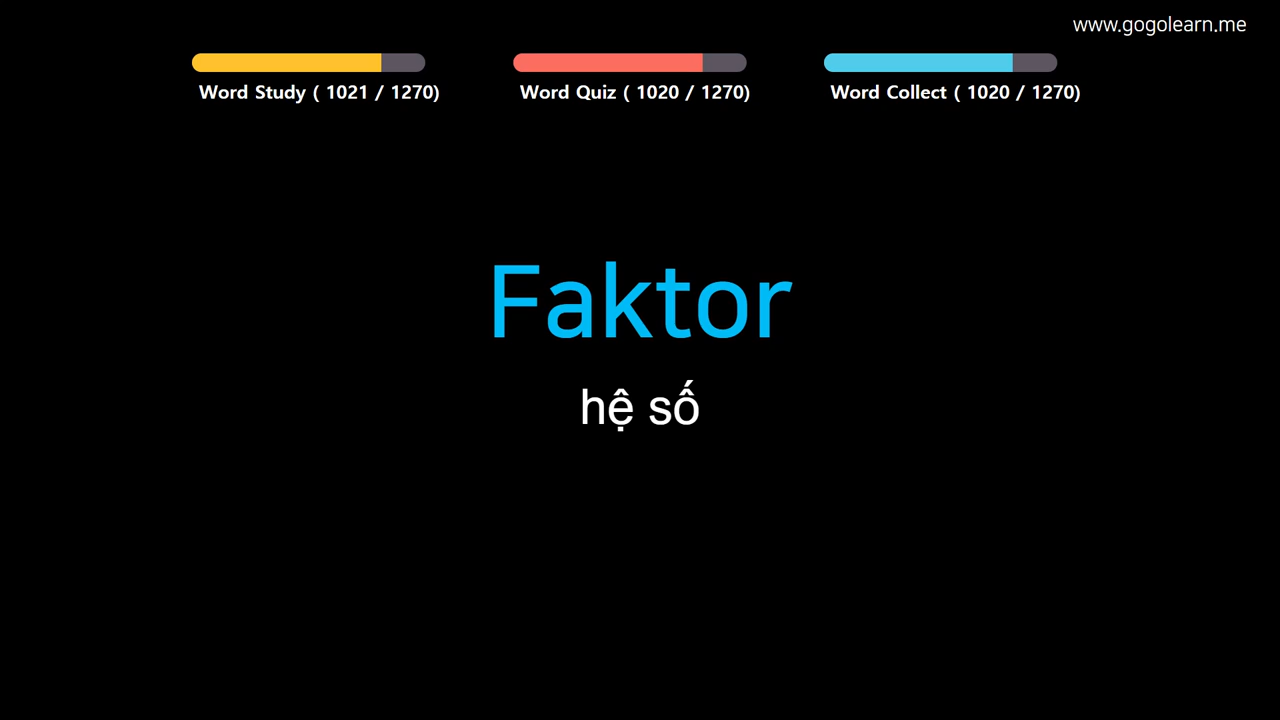 www.gogolearn.me
Word Study ( 1021 / 1270)
Word Quiz ( 1020 / 1270)
Word Collect ( 1020 / 1270)
Faktor
hệ số